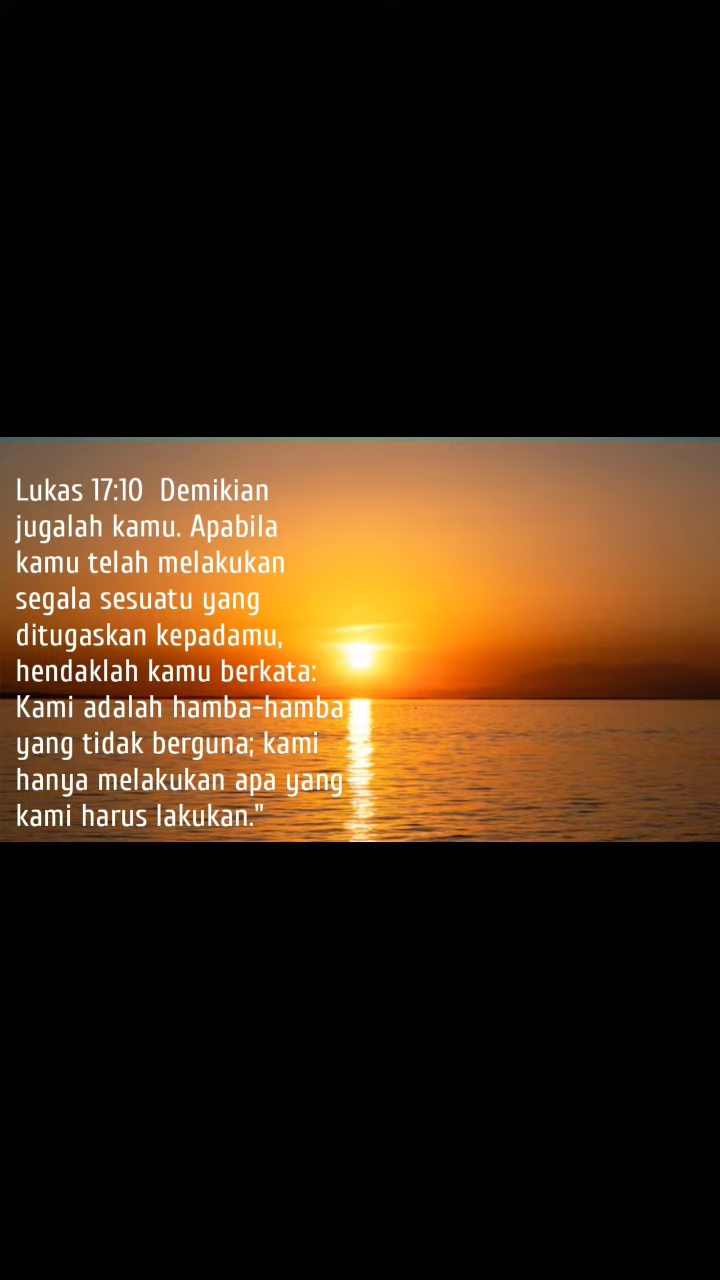 Lukas 17:10  Demikian
jugalah kamu. Apabila
kamu telah melakukan
segala sesuatu yang
ditugaskan kepadamu,
hendaklah kamu berkata:
Kami adalah hamba-hamba
yang tidak berguna; kami
hanya melakukan apa yang
kami harus lakukan."